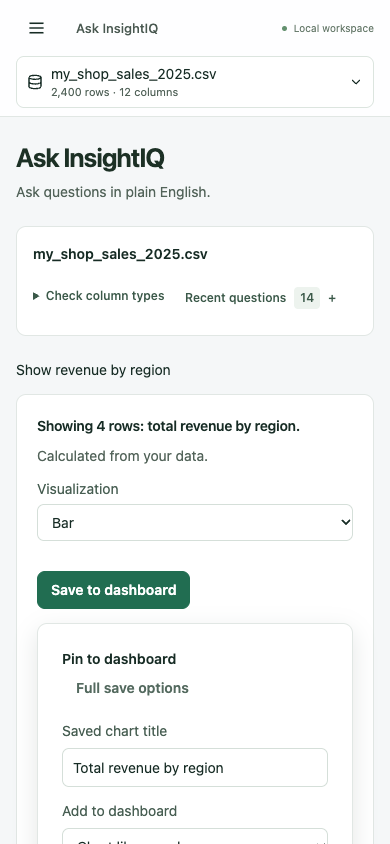 Ask InsightIQ
Local workspace
my_shop_sales_2025.csv
2,400 rows · 12 columns
Ask InsightIQ
Ask questions in plain English.
my_shop_sales_2025.csv
Check column types
Recent questions 14 +
Show revenue by region
Showing 4 rows: total revenue by region.
Calculated from your data.
Visualization
Bar
Save to dashboard
Pin to dashboard
Full save options
Saved chart title
Total revenue by region
Add to dashboard